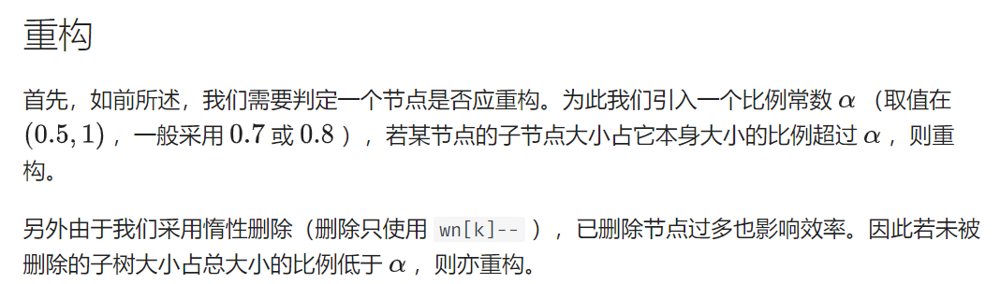 重构
首先，如前所述，我们需要判定一个节点是否应重构。为此我们引入一个比例常数 α （取值在
(0.5, 1) ，一般采用 0.7 或 0.8 ），若某节点的子节点大小占它本身大小的比例超过 α ，则重
构。
另外由于我们采用惰性删除（删除只使用 wn[k]-- ），已删除节点过多也影响效率。因此若未被
删除的子树大小占总大小的比例低于 α ，则亦重构。